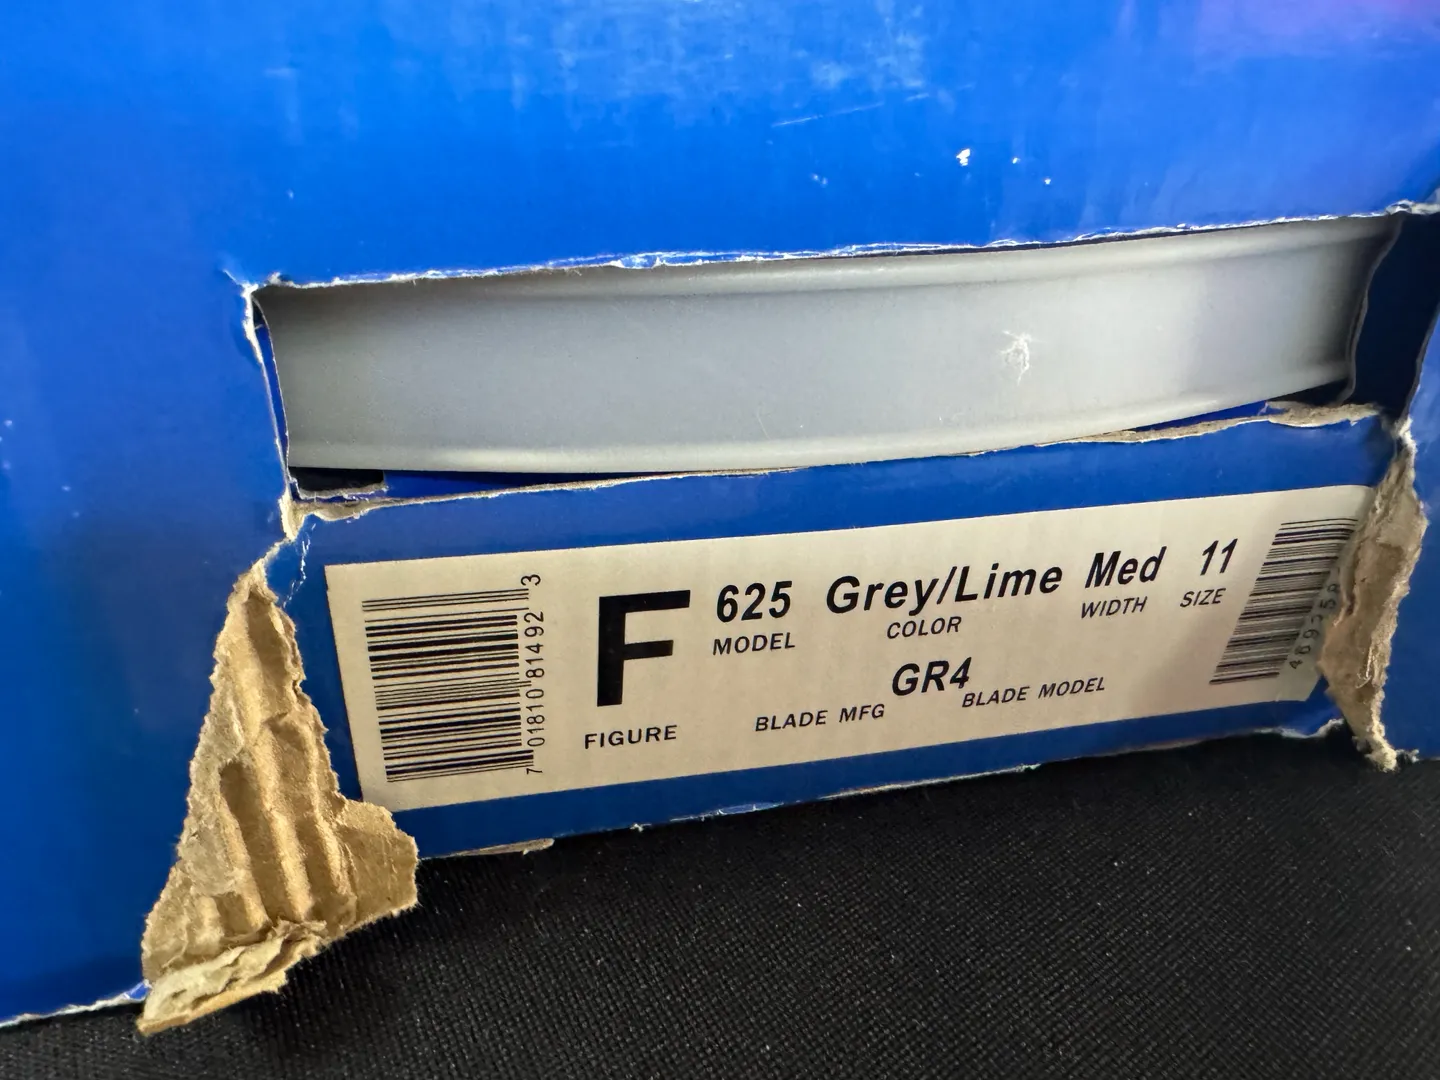 7 01810 81492 3
F
FIGURE
625 Grey/Lime Med 11
MODEL COLOR WIDTH SIZE
GR4
BLADE MFG BLADE MODEL